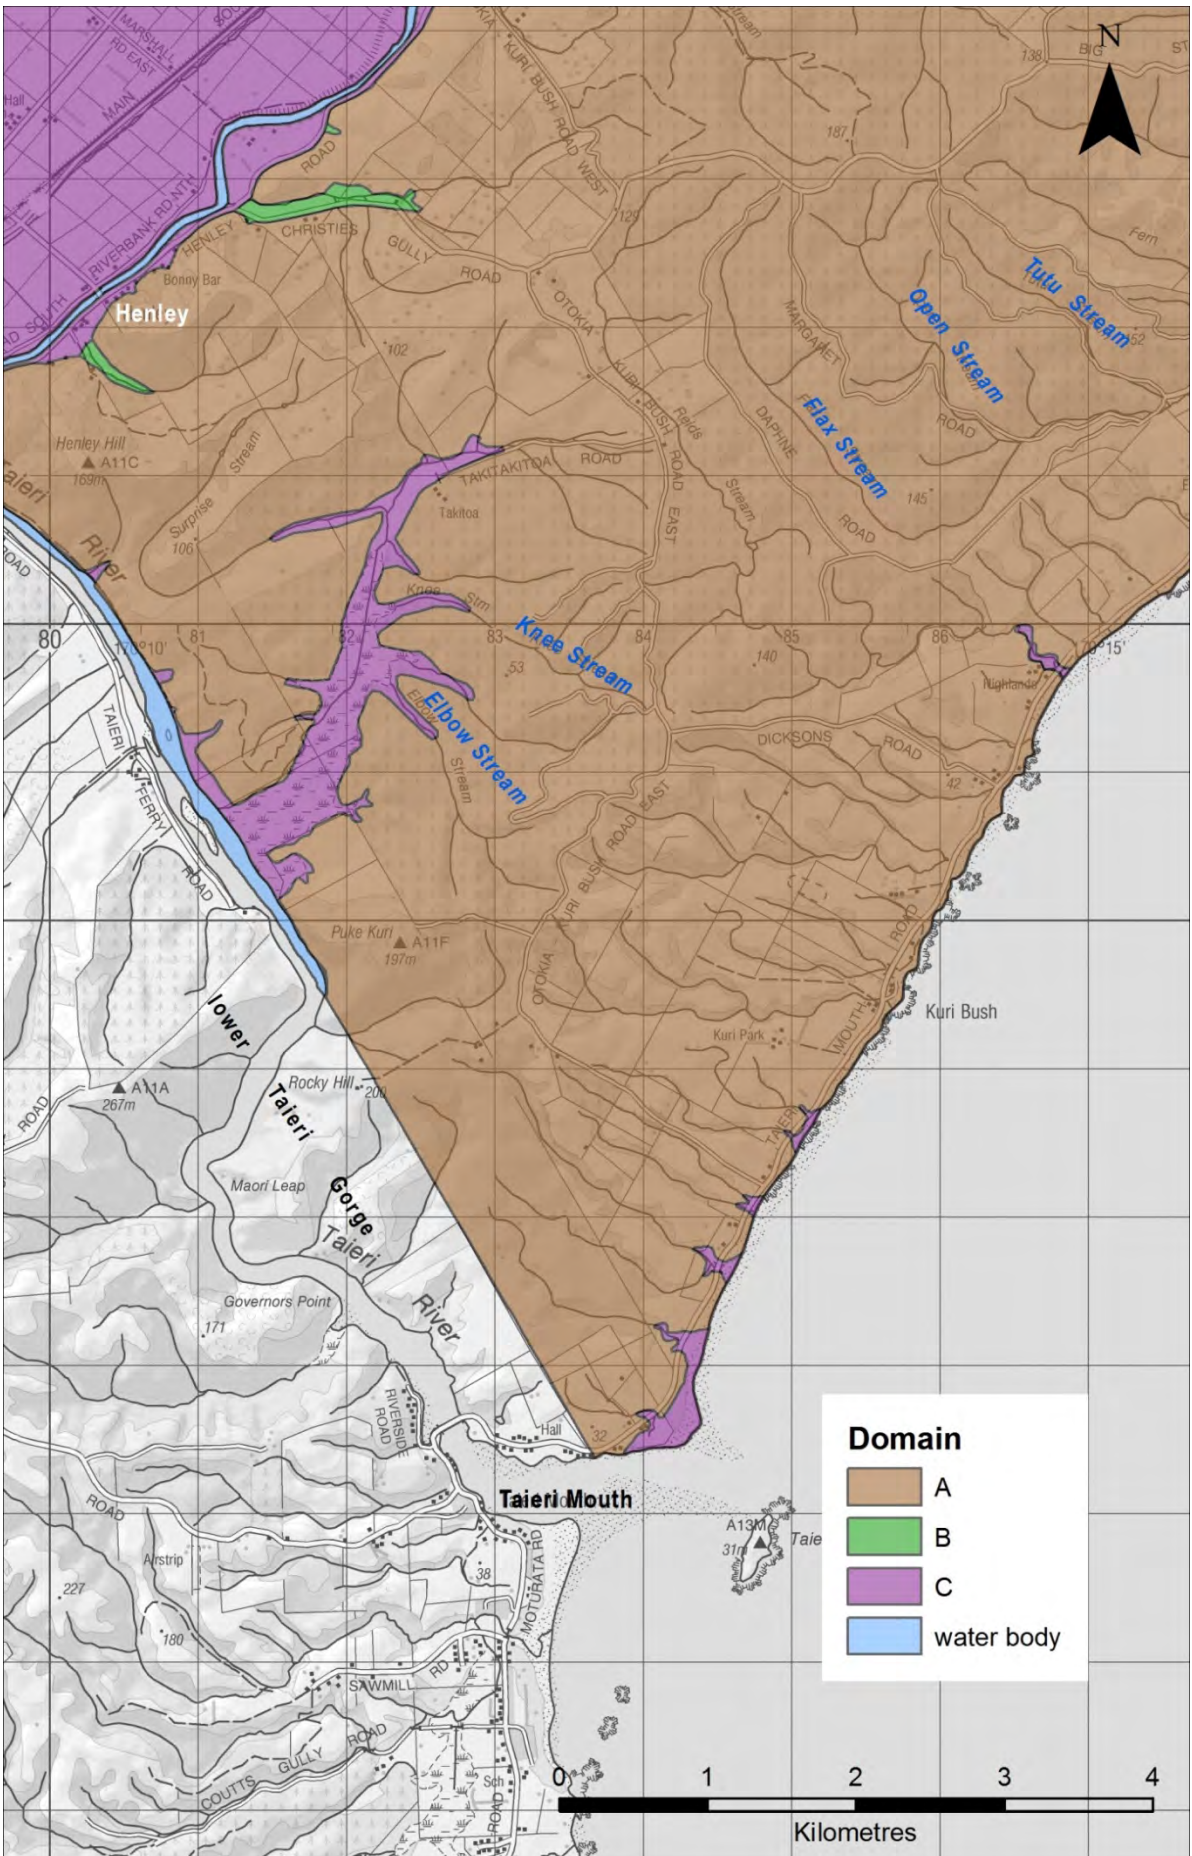 MARSHALL
RD EAST
MAIN
Hall
KURI BUSH ROAD WEST
Stream
138
BIG
ST
N
187
ROAD
129
RIVERBANK RD NTH
HENLEY
CHRISTIES
GULLY
ROAD
Bonny Bar
Fern
Tutu Stream
Open Stream
152
Henley
SOUTH
OTOKIA
KURI BUSH
ROAD EAST
102
MARGARET
ROAD
Reids
Stream
DAPHNE
ROAD
Flax Stream
145
Henley Hill
A11C
169m
Surprise
Stream
106
TAKITAKITOA ROAD
Takitoa
Taieri
River
ROAD
Knee Stm
80
170°10'
81
82
83
84
85
86
15'
Knee Stream
53
140
Highlands
Elbow
Stream
Elbow Stream
TAIERI
FERRY
ROAD
DICKSONS
ROAD
42
OTOKIA
KURI BUSH ROAD EAST
Puke Kuri
A11F
197m
lower
Taieri
Gorge
ROAD
MOUTH
TAIERI
Kuri Bush
Kuri Park
A11A
267m
ROAD
Rocky Hill
200
Maori Leap
Taieri
River
Governors Point
171
RIVERSIDE
ROAD
Hall
32
Domain
A
B
C
water body
Taieri Mouth
ROAD
A13M
31m
Taie
Airstrip
38
MOTURATA RD
227
180
SAWMILL
RD
COUTTS GULLY ROAD
Sch
ROAD
0 1 2 3 4
Kilometres